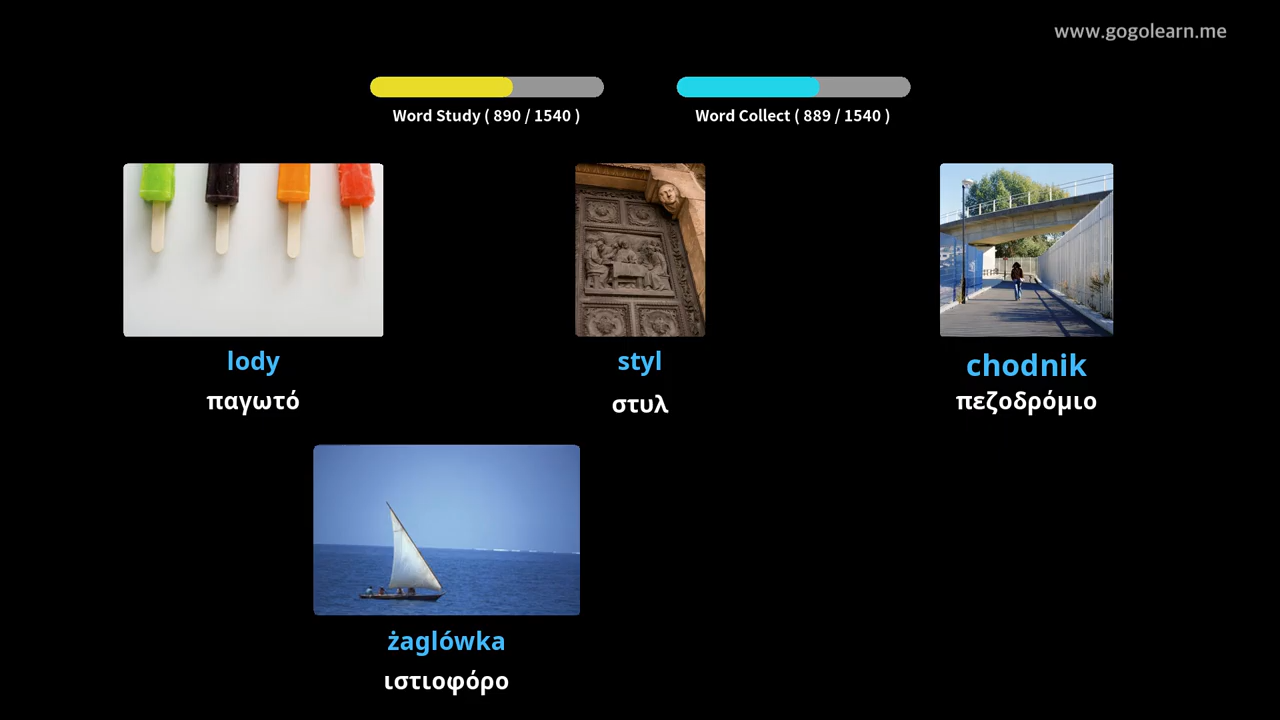 www.gogolearn.me
Word Study ( 890 / 1540 )
Word Collect ( 889 / 1540 )
lody
παγωτό
styl
στυλ
chodnik
πεζοδρόμιο
żaglówka
ιστιοφόρο